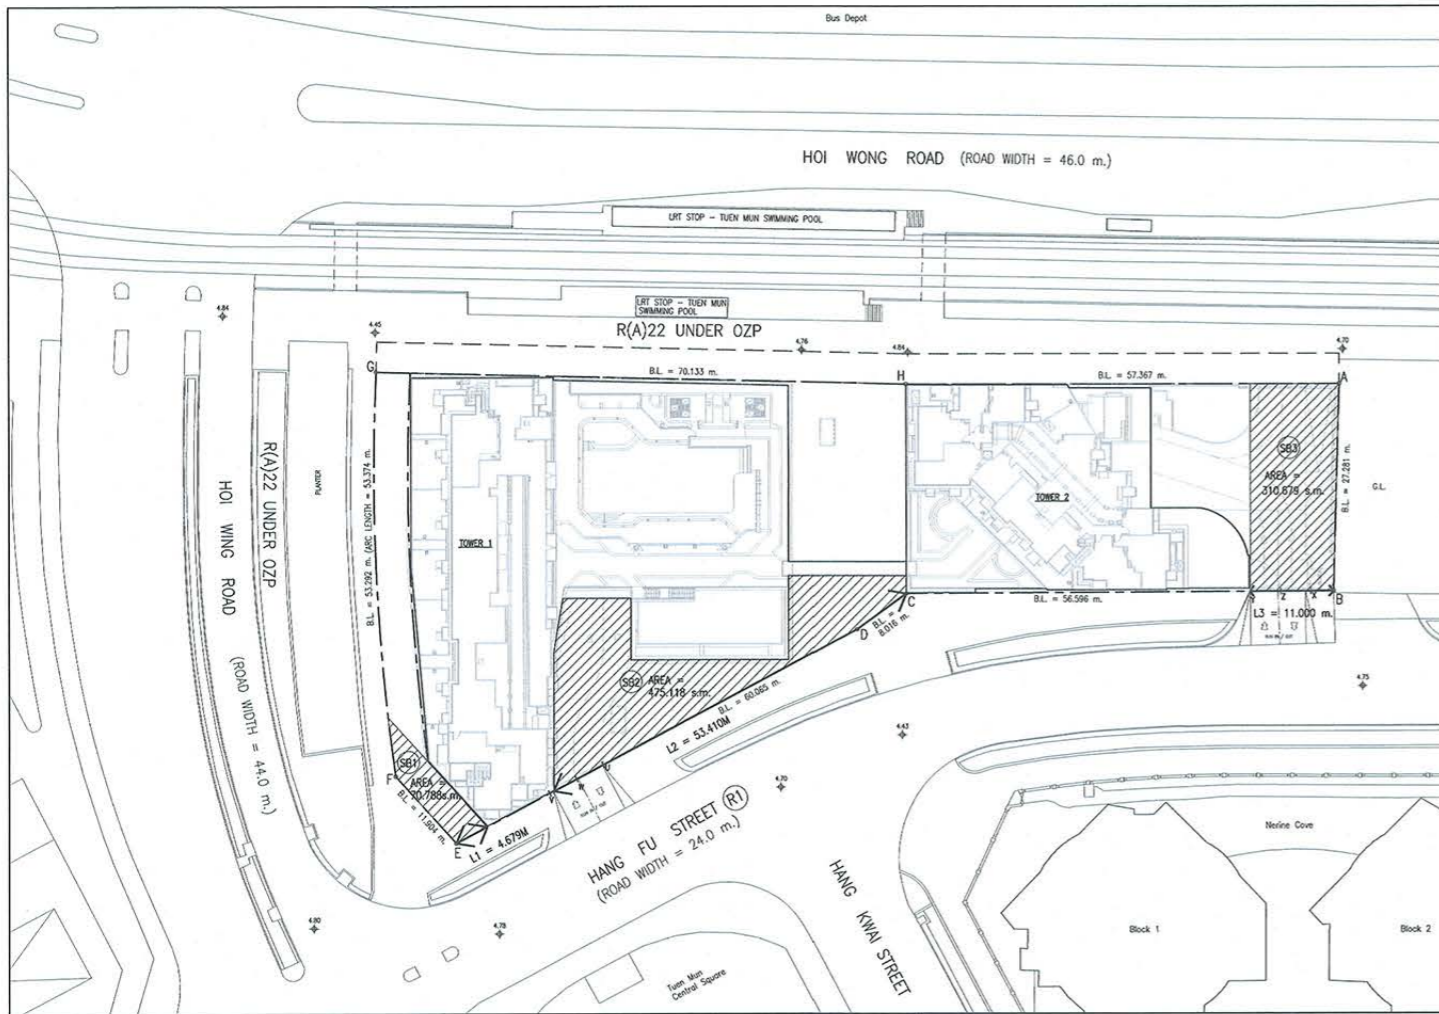 Bus Depot
HOI WONG ROAD (ROAD WIDTH = 46.0 m.)
LRT STOP - TUEN MUN SWIMMING POOL
LRT STOP - TUEN MUN
SWIMMING POOL
R(A)22 UNDER OZP
4.84
4.45
4.76
4.84
4.70
G
B.L. = 70.133 m.
H
B.L. = 57.367 m.
A
R(A)22 UNDER OZP
PLANTER
HOI WING ROAD
(ROAD WIDTH = 44.0 m.)
B.L. = 53.292 m. (ARC LENGTH = 53.374 m.)
TOWER 1
TOWER 2
SB3
AREA =
310.679 s.m.
B.L. = 27.281 m.
G.L.
C
B.L. = 56.596 m.
S
Z
X
B
L3 = 11.000 m.
D
B.L. =
8.016 m.
SB2
AREA =
475.118 s.m.
B.L. = 60.065 m.
L2 = 53.410M
U
V
4.75
4.43
4.70
SB1
AREA =
70.788s.m.
F
B.L. = 11.904 m.
E
L1 = 4.679M
HANG FU STREET R1
(ROAD WIDTH = 24.0 m.)
HANG KWAI STREET
Nerine Cove
Block 1
Block 2
4.80
4.78
Tuen Mun
Central Square